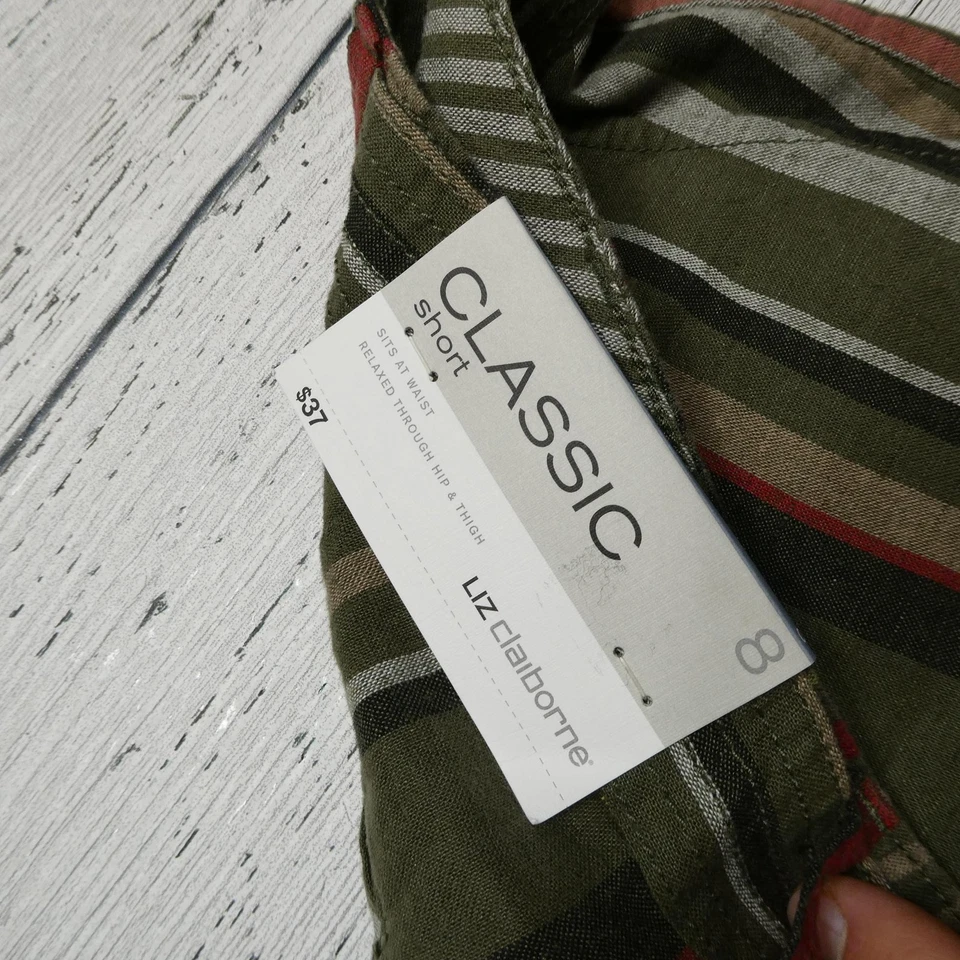 CLASSIC
short
SITS AT WAIST
RELAXED THROUGH HIP & THIGH
$37
LIZ claiborne®
8